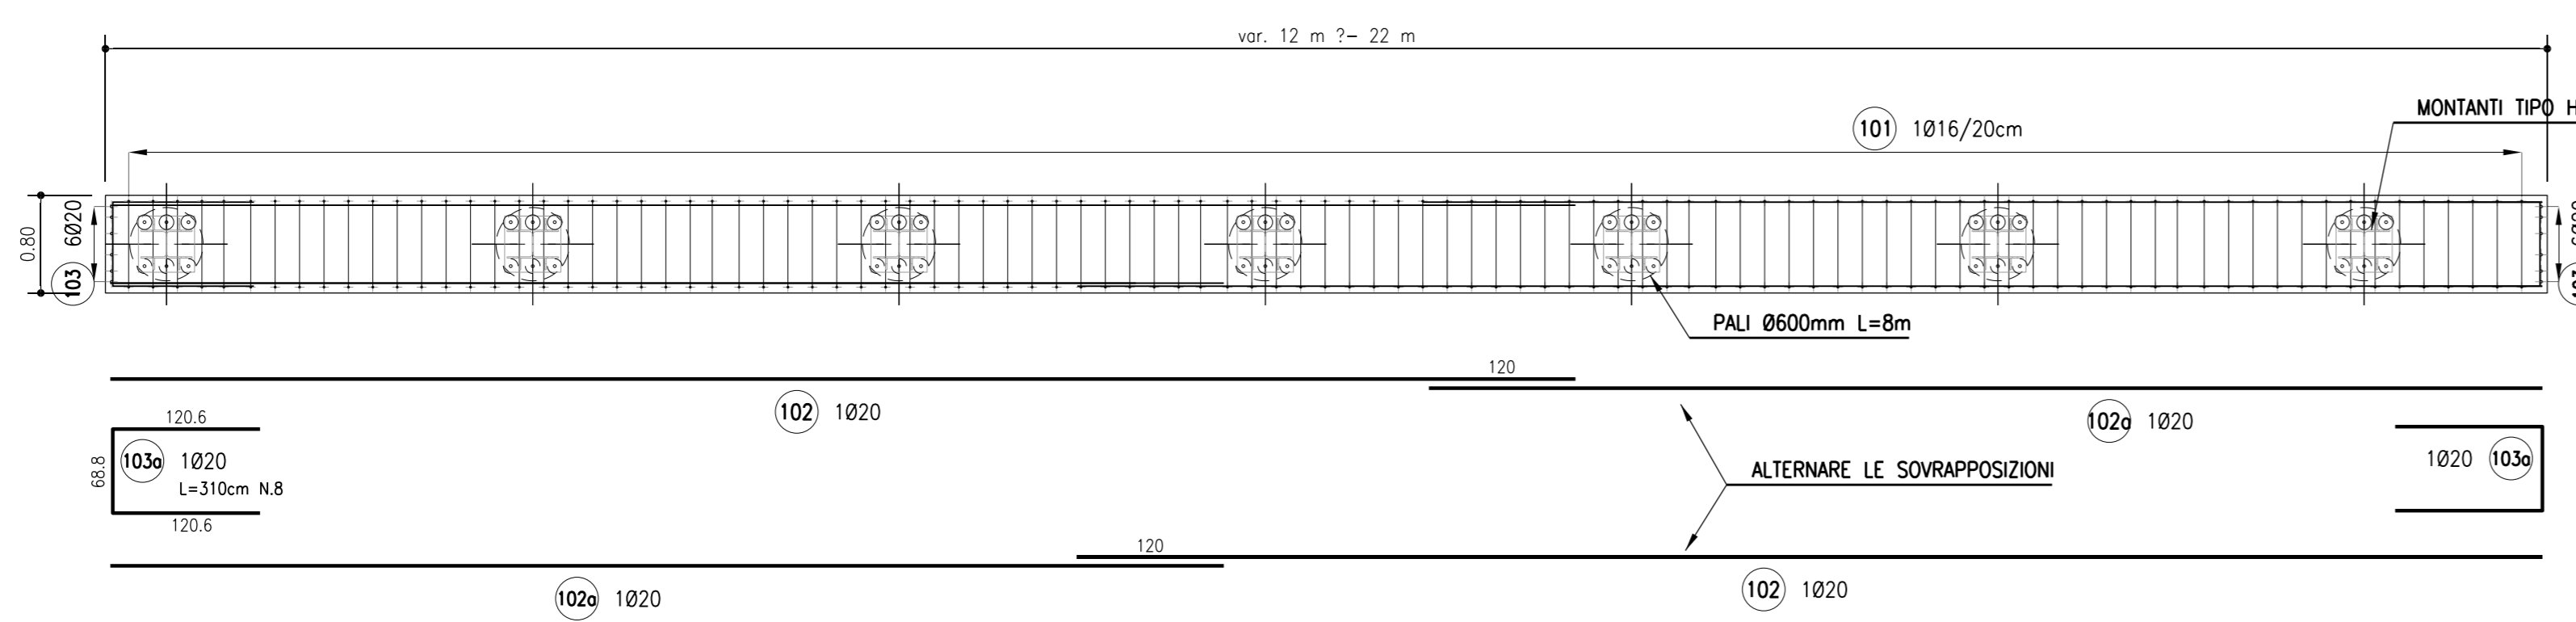 var. 12 m ?- 22 m
MONTANTI TIPO
101 1Ø16/20cm
0.80
6Ø20
103
PALI Ø600mm L=8m
120
102 1Ø20
102a 1Ø20
120.6
68.8
103a 1Ø20
L=310cm N.8
120.6
1Ø20 103a
ALTERNARE LE SOVRAPPOSIZIONI
120
102a 1Ø20
102 1Ø20